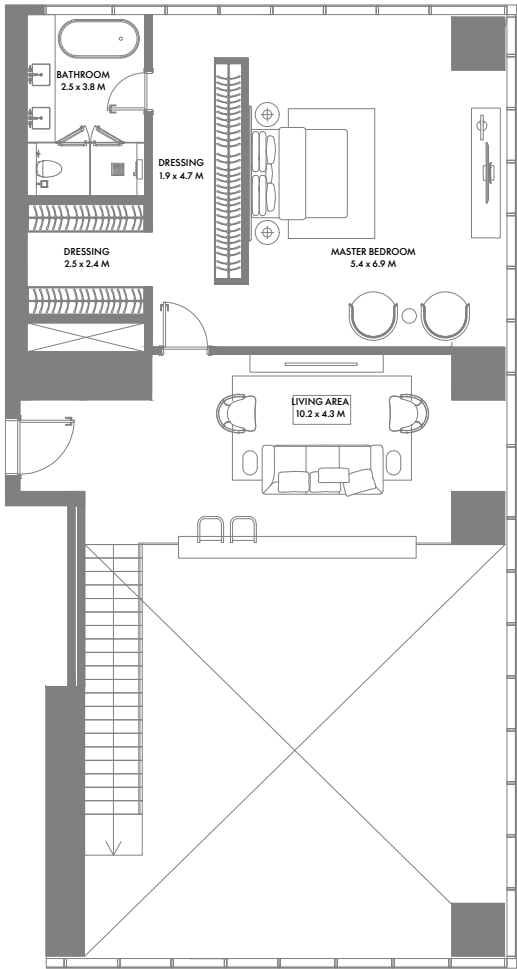 BATHROOM
2.5 x 3.8 M
DRESSING
1.9 x 4.7 M
DRESSING
2.5 x 2.4 M
MASTER BEDROOM
5.4 x 6.9 M
LIVING AREA
10.2 x 4.3 M